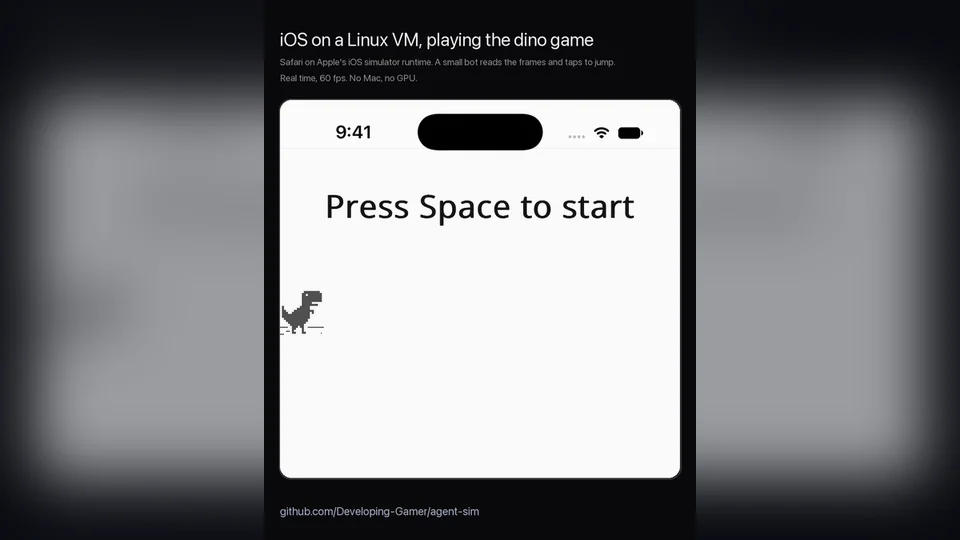 iOS on a Linux VM, playing the dino game
Safari on Apple's iOS simulator runtime. A small bot reads the frames and taps to jump.
Real time, 60 fps. No Mac, no GPU.
9:41
Press Space to start
github.com/Developing-Gamer/agent-sim